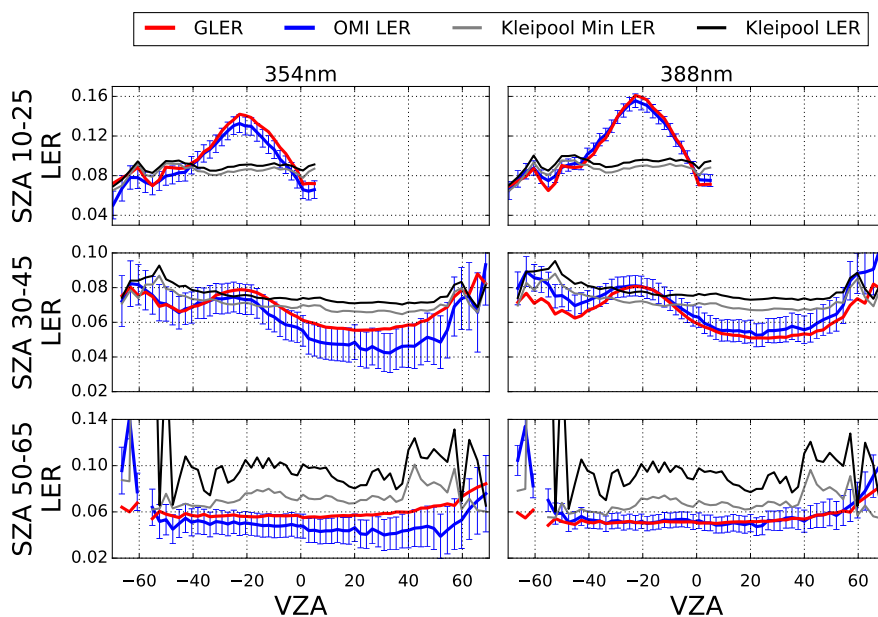 GLER OMI LER Kleipool Min LER Kleipool LER
354nm 388nm
SZA 10-25
LER
0.16
0.12
0.08
0.04
SZA 30-45
LER
0.10
0.08
0.06
0.04
0.02
SZA 50-65
LER
0.14
0.10
0.06
0.02
−60 −40 −20 0 20 40 60
−60 −40 −20 0 20 40 60
VZA VZA